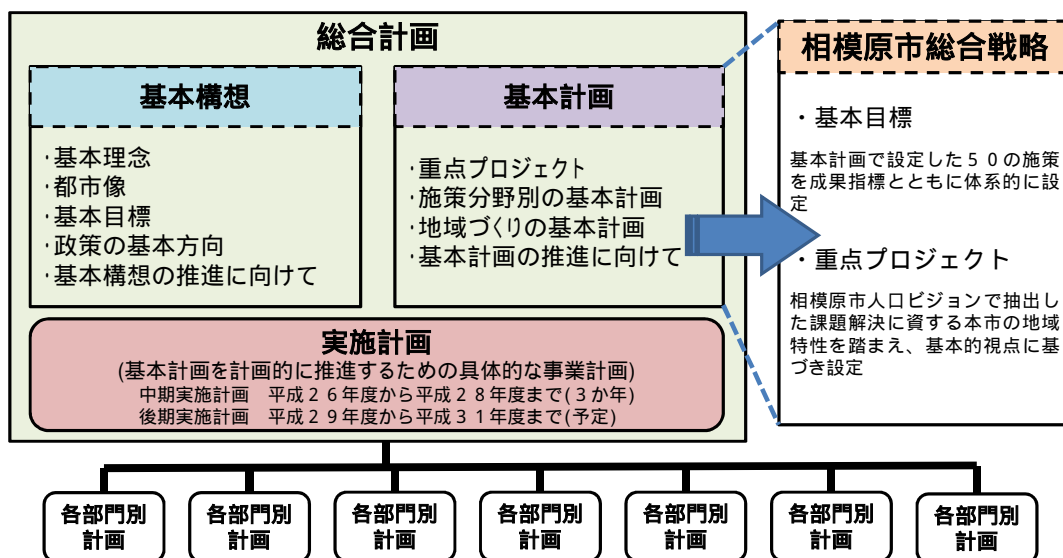 総合計画
基本構想
・基本理念
・都市像
・基本目標
・政策の基本方向
・基本構想の推進に向けて
基本計画
・重点プロジェクト
・施策分野別の基本計画
・地域づくりの基本計画
・基本計画の推進に向けて
実施計画
(基本計画を計画的に推進するための具体的な事業計画)
中期実施計画　平成２６年度から平成２８年度まで(３か年)
後期実施計画　平成２９年度から平成３１年度まで(予定)
相模原市総合戦略
・基本目標
基本計画で設定した５０の施策
を成果指標とともに体系的に設
定
・重点プロジェクト
相模原市人口ビジョンで抽出し
た課題解決に資する本市の地域
特性を踏まえ、基本的視点に基
づき設定
各部門別
計画
各部門別
計画
各部門別
計画
各部門別
計画
各部門別
計画
各部門別
計画
各部門別
計画